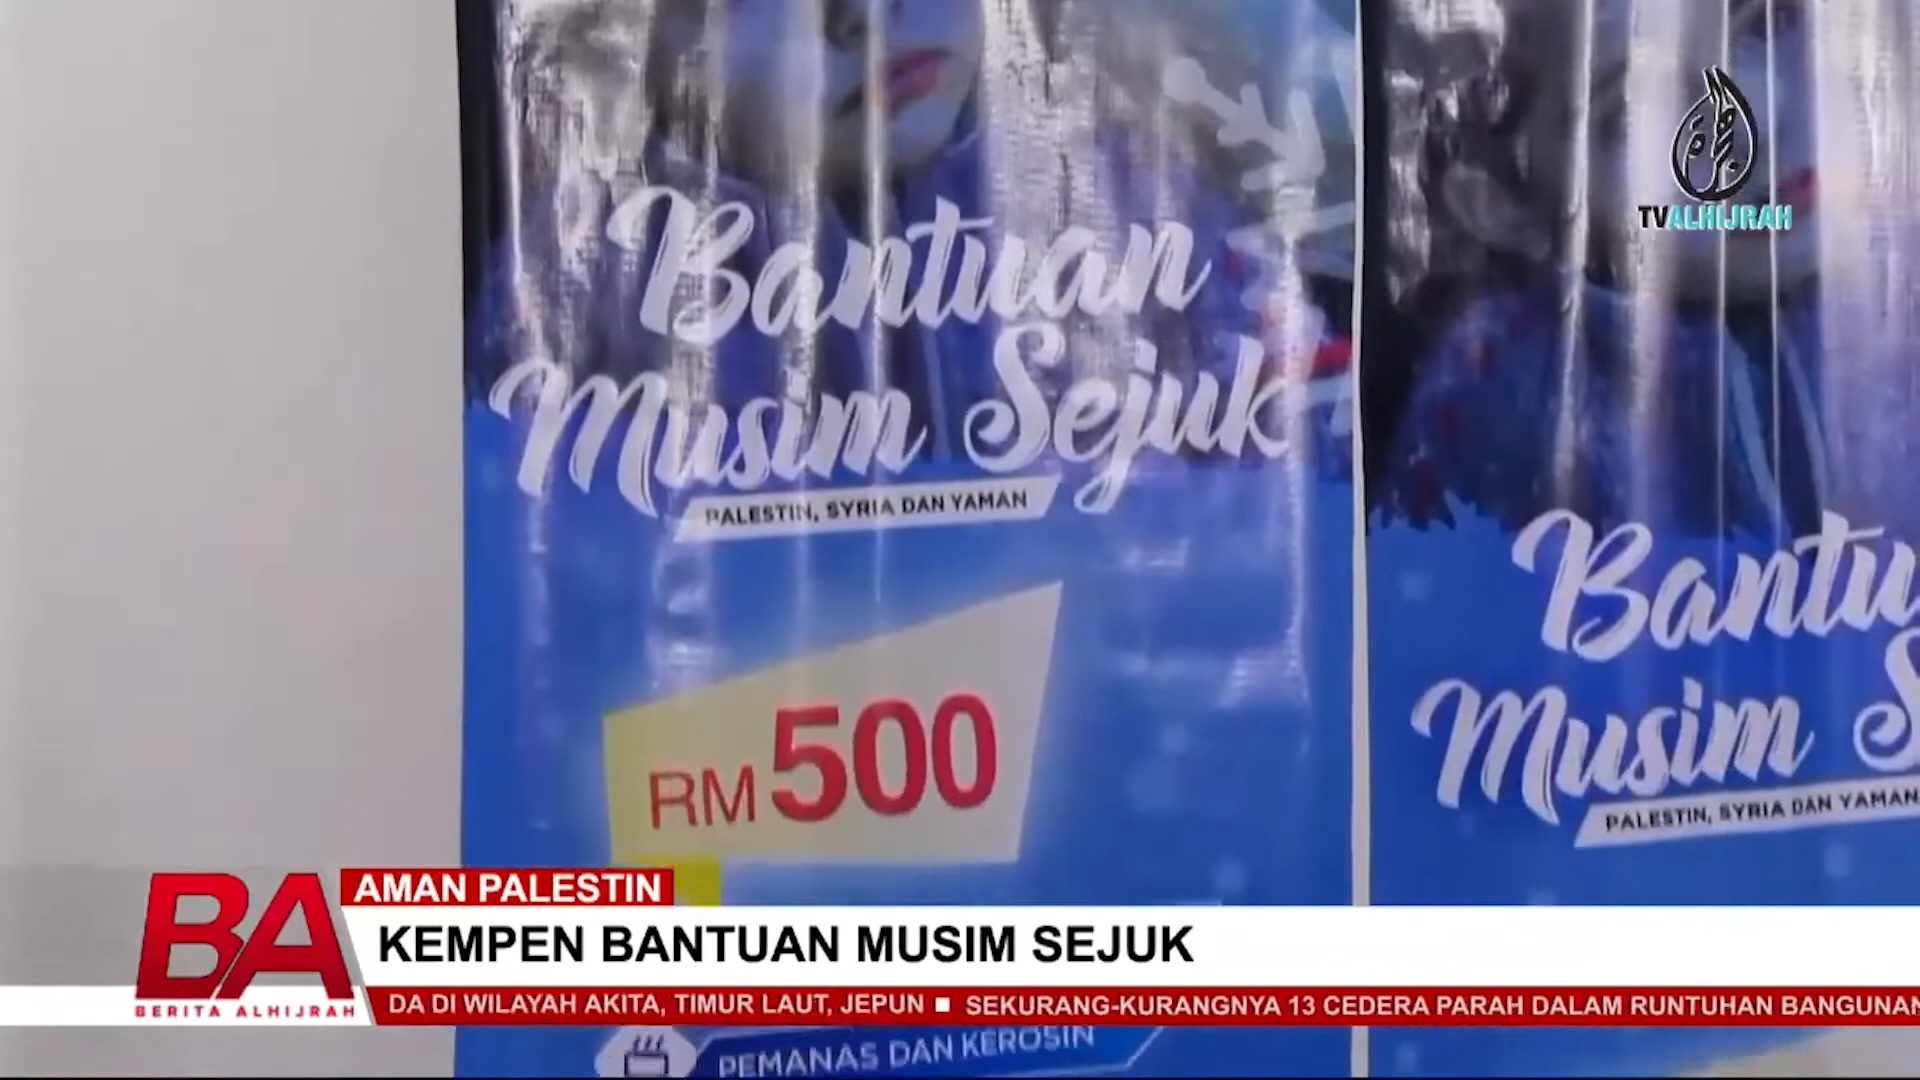 TVALHIJRAH
Bantuan
Musim Sejuk
PALESTIN, SYRIA DAN YAMAN
RM500
Bantu
Musim S
PALESTIN, SYRIA DAN YAMAN
AMAN PALESTIN
KEMPEN BANTUAN MUSIM SEJUK
BA
BERITA ALHIJRAH
DA DI WILAYAH AKITA, TIMUR LAUT, JEPUN ■ SEKURANG-KURANGNYA 13 CEDERA PARAH DALAM RUNTUHAN BANGUNAN
PEMANAS DAN KEROSIN